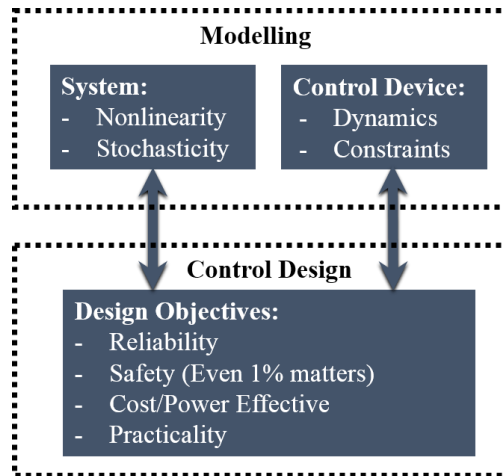 Modelling
System:
- Nonlinearity
- Stochasticity
Control Device:
- Dynamics
- Constraints
Control Design
Design Objectives:
- Reliability
- Safety (Even 1% matters)
- Cost/Power Effective
- Practicality